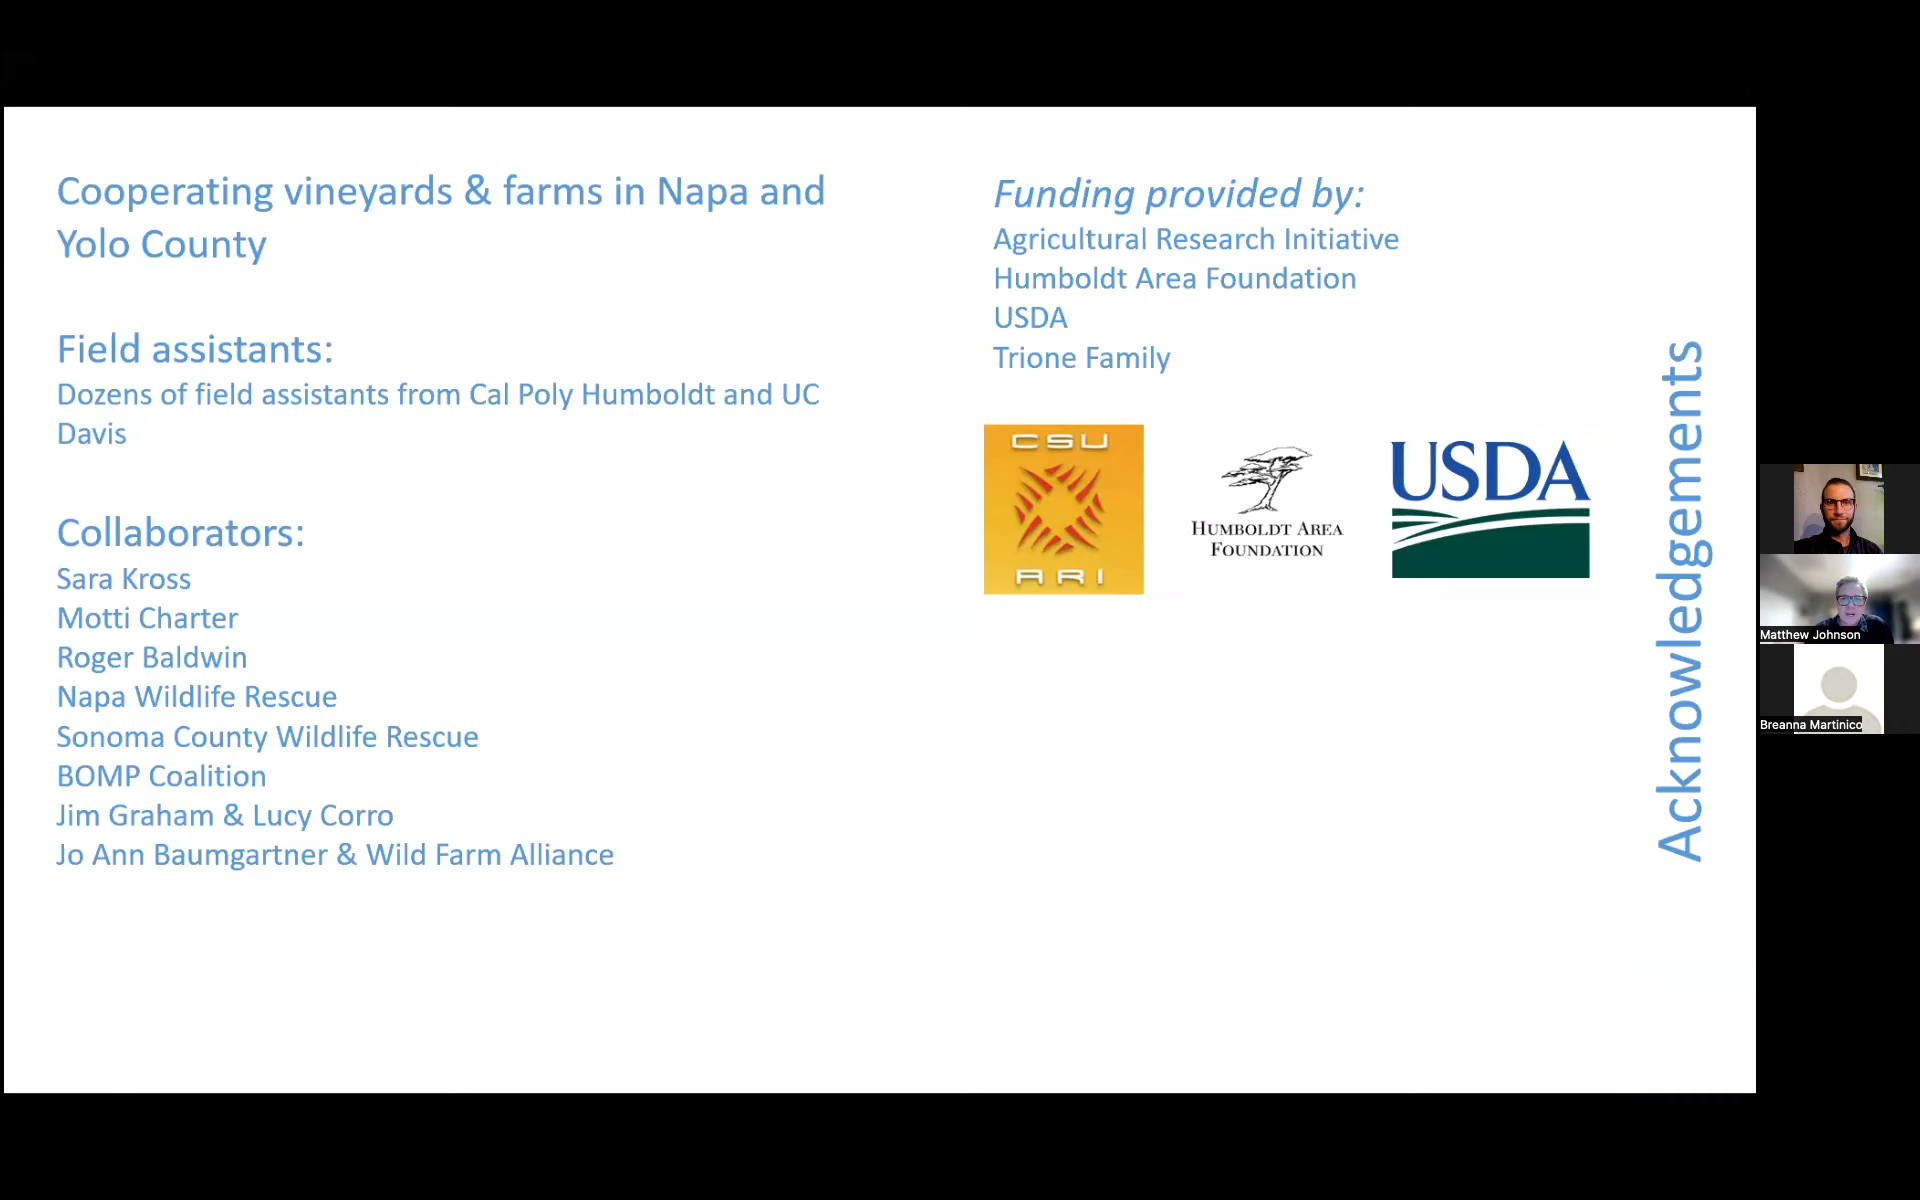 Cooperating vineyards & farms in Napa and
Yolo County
Field assistants:
Dozens of field assistants from Cal Poly Humboldt and UC
Davis
Collaborators:
Sara Kross
Motti Charter
Roger Baldwin
Napa Wildlife Rescue
Sonoma County Wildlife Rescue
BOMP Coalition
Jim Graham & Lucy Corro
Jo Ann Baumgartner & Wild Farm Alliance
Funding provided by:
Agricultural Research Initiative
Humboldt Area Foundation
USDA
Trione Family
CSU
ARI
HUMBOLDT AREA
FOUNDATION
USDA
Acknowledgements
Matthew Johnson
Breanna Martinico